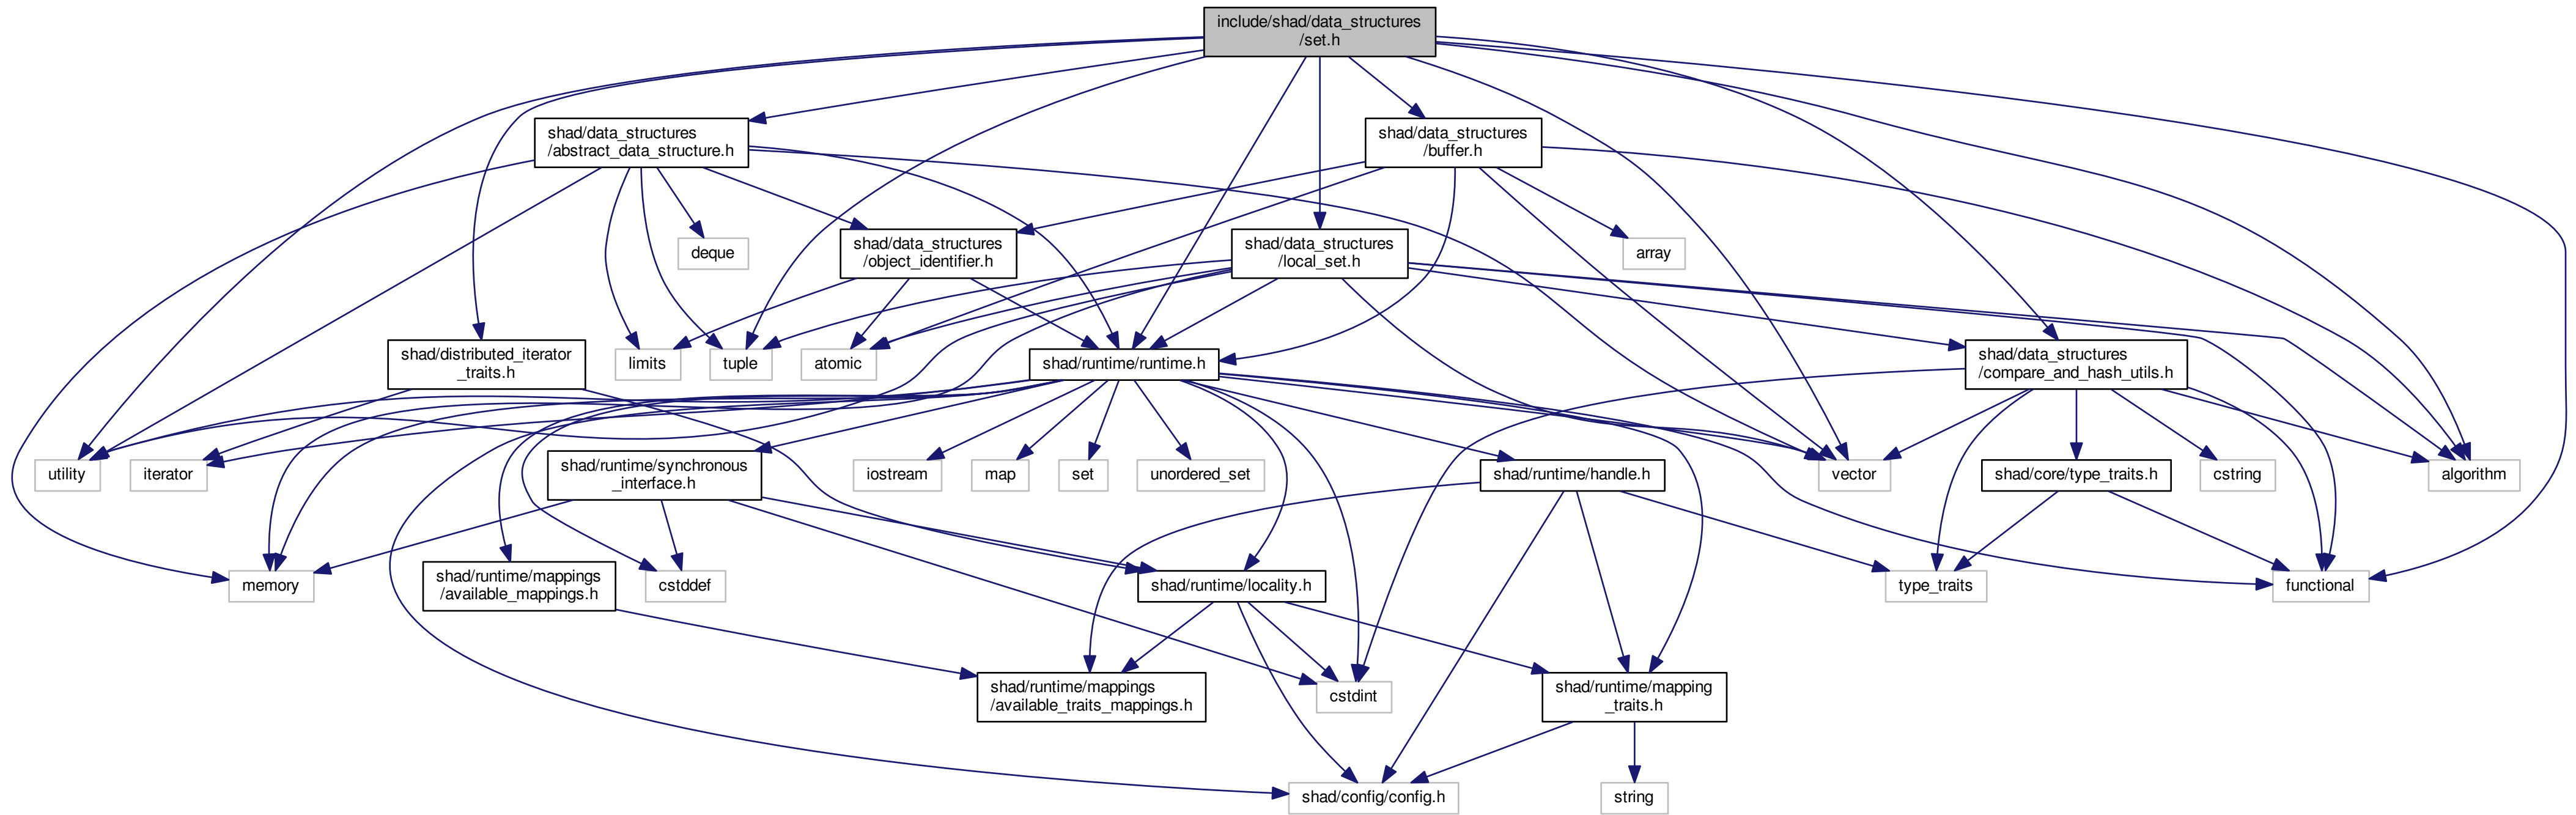 include/shad/data_structures
/set.h
shad/data_structures
/abstract_data_structure.h
shad/data_structures
/buffer.h
deque
shad/data_structures
/object_identifier.h
shad/data_structures
/local_set.h
array
shad/distributed_iterator
_traits.h
limits
tuple
atomic
shad/runtime/runtime.h
shad/data_structures
/compare_and_hash_utils.h
utility
iterator
shad/runtime/synchronous
_interface.h
iostream
map
set
unordered_set
shad/runtime/handle.h
vector
shad/core/type_traits.h
cstring
algorithm
memory
shad/runtime/mappings
/available_mappings.h
cstddef
shad/runtime/locality.h
type_traits
functional
shad/runtime/mappings
/available_traits_mappings.h
cstdint
shad/runtime/mapping
_traits.h
shad/config/config.h
string